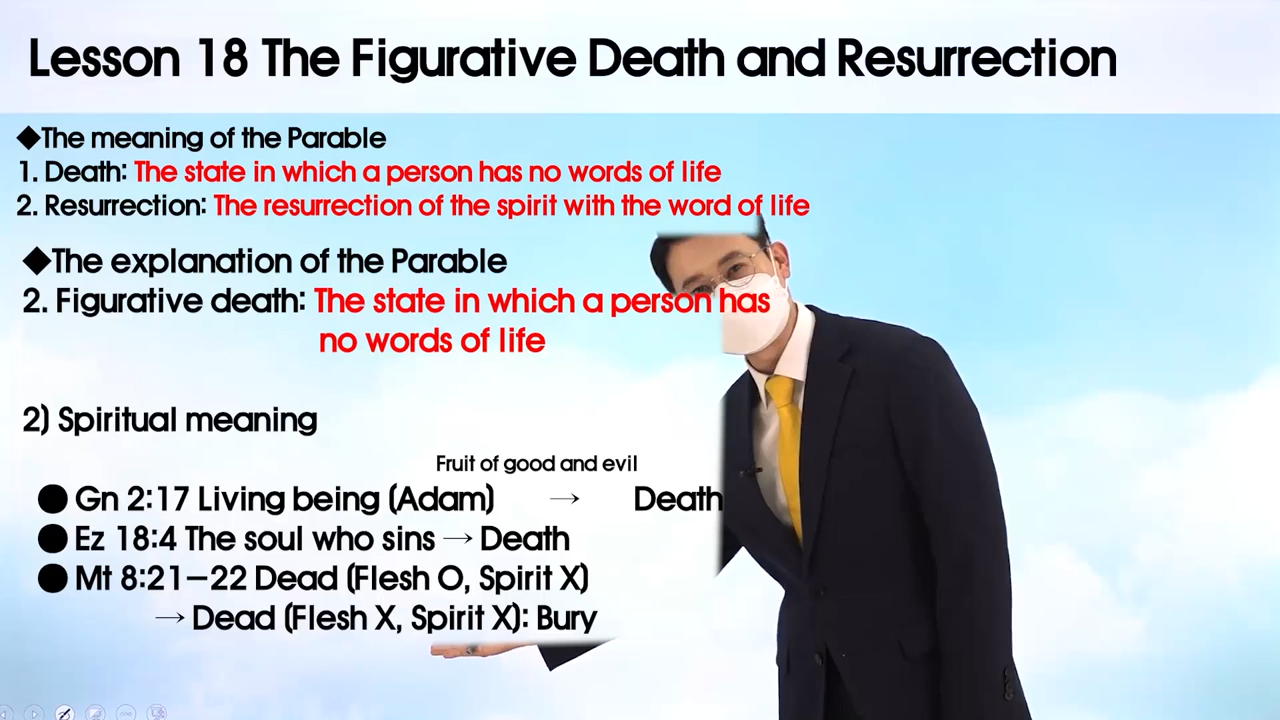 Lesson 18 The Figurative Death and Resurrection
◆The meaning of the Parable
1. Death: The state in which a person has no words of life
2. Resurrection: The resurrection of the spirit with the word of life
◆The explanation of the Parable
2. Figurative death: The state in which a person has
no words of life
2) Spiritual meaning
Fruit of good and evil
● Gn 2:17 Living being (Adam) → Death
● Ez 18:4 The soul who sins → Death
● Mt 8:21-22 Dead (Flesh O, Spirit X)
→ Dead (Flesh X, Spirit X): Bury